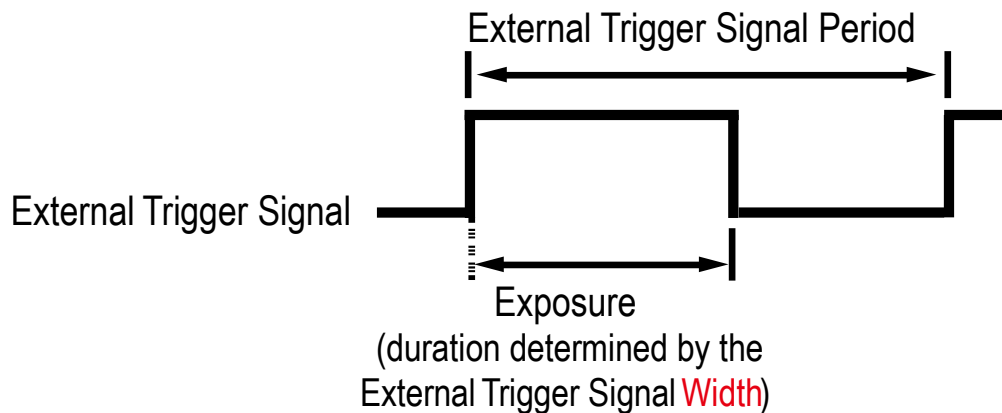 External Trigger Signal Period
External Trigger Signal
Exposure
(duration determined by the
External Trigger Signal Width)